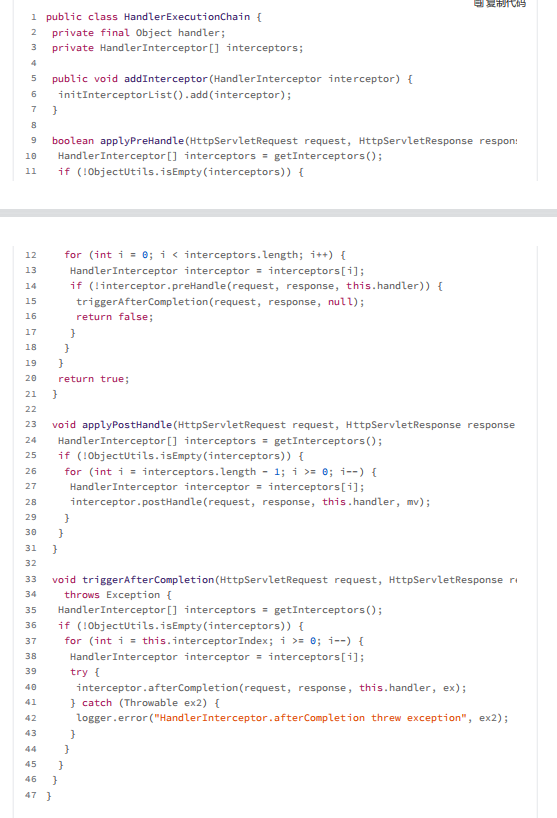 复制代码
1 public class HandlerExecutionChain {
2 private final Object handler;
3 private HandlerInterceptor[] interceptors;
4
5 public void addInterceptor(HandlerInterceptor interceptor) {
6 initInterceptorList().add(interceptor);
7 }
8
9 boolean applyPreHandle(HttpServletRequest request, HttpServletResponse respon
10 HandlerInterceptor[] interceptors = getInterceptors();
11 if (!ObjectUtils.isEmpty(interceptors)) {
12 for (int i = 0; i < interceptors.length; i++) {
13 HandlerInterceptor interceptor = interceptors[i];
14 if (!interceptor.preHandle(request, response, this.handler)) {
15 triggerAfterCompletion(request, response, null);
16 return false;
17 }
18 }
19 }
20 return true;
21 }
22
23 void applyPostHandle(HttpServletRequest request, HttpServletResponse response
24 HandlerInterceptor[] interceptors = getInterceptors();
25 if (!ObjectUtils.isEmpty(interceptors)) {
26 for (int i = interceptors.length - 1; i >= 0; i--) {
27 HandlerInterceptor interceptor = interceptors[i];
28 interceptor.postHandle(request, response, this.handler, mv);
29 }
30 }
31 }
32
33 void triggerAfterCompletion(HttpServletRequest request, HttpServletResponse r
34 throws Exception {
35 HandlerInterceptor[] interceptors = getInterceptors();
36 if (!ObjectUtils.isEmpty(interceptors)) {
37 for (int i = this.interceptorIndex; i >= 0; i--) {
38 HandlerInterceptor interceptor = interceptors[i];
39 try {
40 interceptor.afterCompletion(request, response, this.handler, ex);
41 } catch (Throwable ex2) {
42 logger.error("HandlerInterceptor.afterCompletion threw exception", ex2);
43 }
44 }
45 }
46 }
47 }